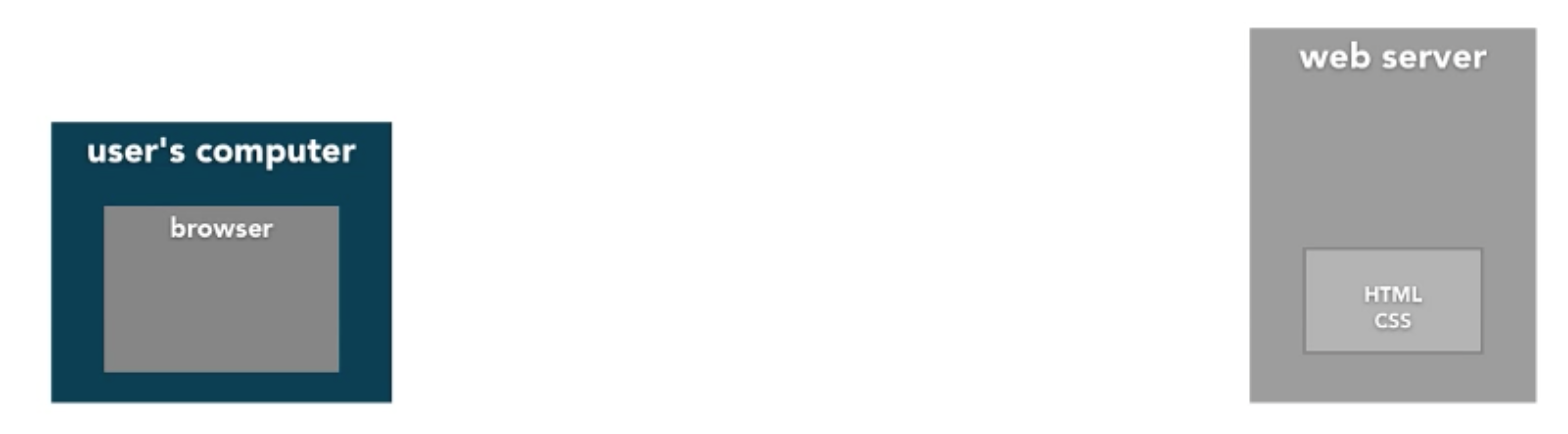 web server
user's computer
browser
HTML
CSS